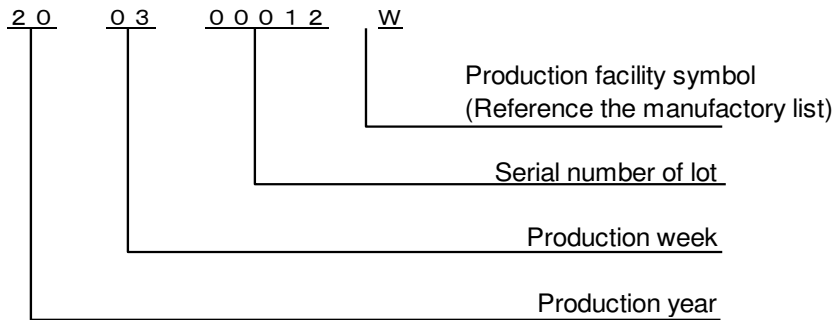 ２０ ０３ ０００１２ Ｗ
Production facility symbol
(Reference the manufactory list)
Serial number of lot
Production week
Production year